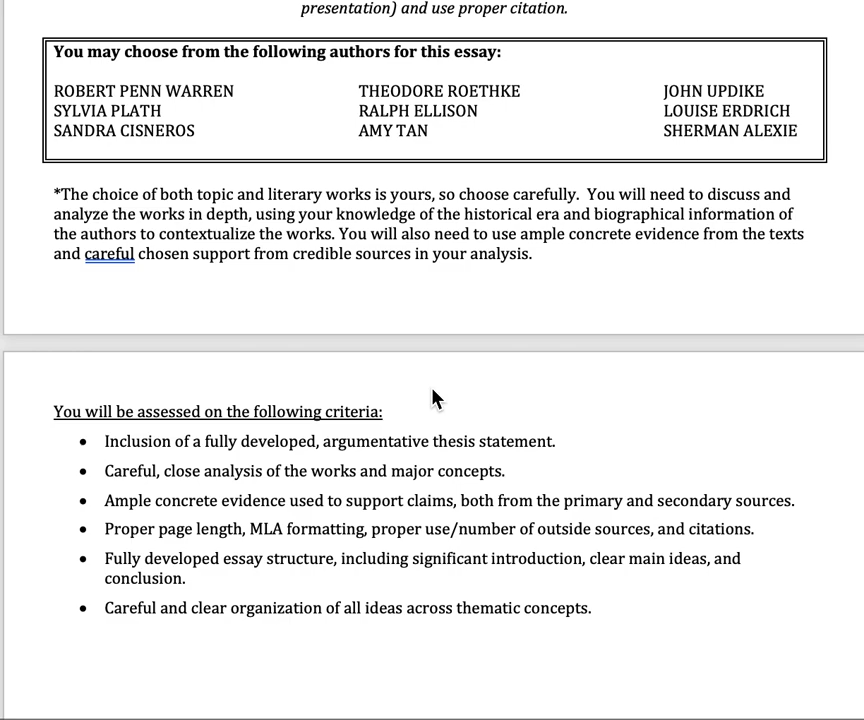 presentation) and use proper citation.
You may choose from the following authors for this essay:
ROBERT PENN WARREN THEODORE ROETHKE JOHN UPDIKE
SYLVIA PLATH RALPH ELLISON LOUISE ERDRICH
SANDRA CISNEROS AMY TAN SHERMAN ALEXIE
*The choice of both topic and literary works is yours, so choose carefully. You will need to discuss and
analyze the works in depth, using your knowledge of the historical era and biographical information of
the authors to contextualize the works. You will also need to use ample concrete evidence from the texts
and careful chosen support from credible sources in your analysis.
You will be assessed on the following criteria:
• Inclusion of a fully developed, argumentative thesis statement.
• Careful, close analysis of the works and major concepts.
• Ample concrete evidence used to support claims, both from the primary and secondary sources.
• Proper page length, MLA formatting, proper use/number of outside sources, and citations.
• Fully developed essay structure, including significant introduction, clear main ideas, and
conclusion.
• Careful and clear organization of all ideas across thematic concepts.